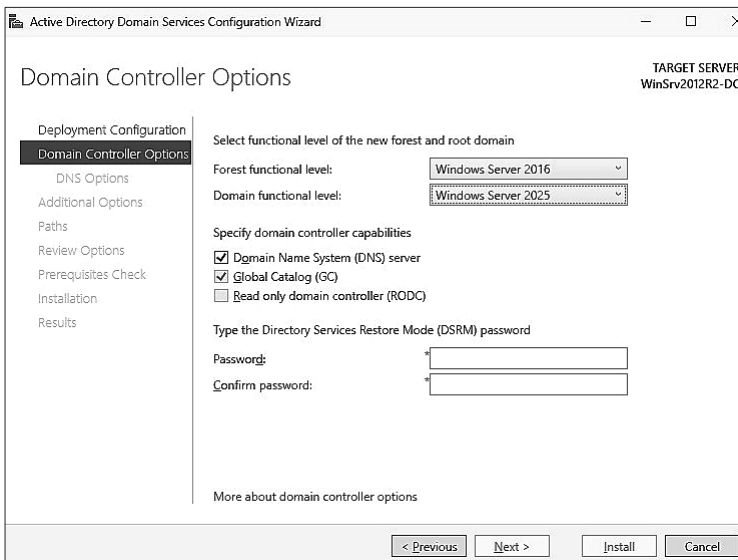 Active Directory Domain Services Configuration Wizard
Domain Controller Options
TARGET SERVER
WinSrv2012R2-DC
Deployment Configuration
Domain Controller Options
DNS Options
Additional Options
Paths
Review Options
Prerequisites Check
Installation
Results
Select functional level of the new forest and root domain
Forest functional level: Windows Server 2016
Domain functional level: Windows Server 2025
Specify domain controller capabilities
Domain Name System (DNS) server
Global Catalog (GC)
Read only domain controller (RODC)
Type the Directory Services Restore Mode (DSRM) password
Password: *
Confirm password: *
More about domain controller options
< Previous Next > Install Cancel